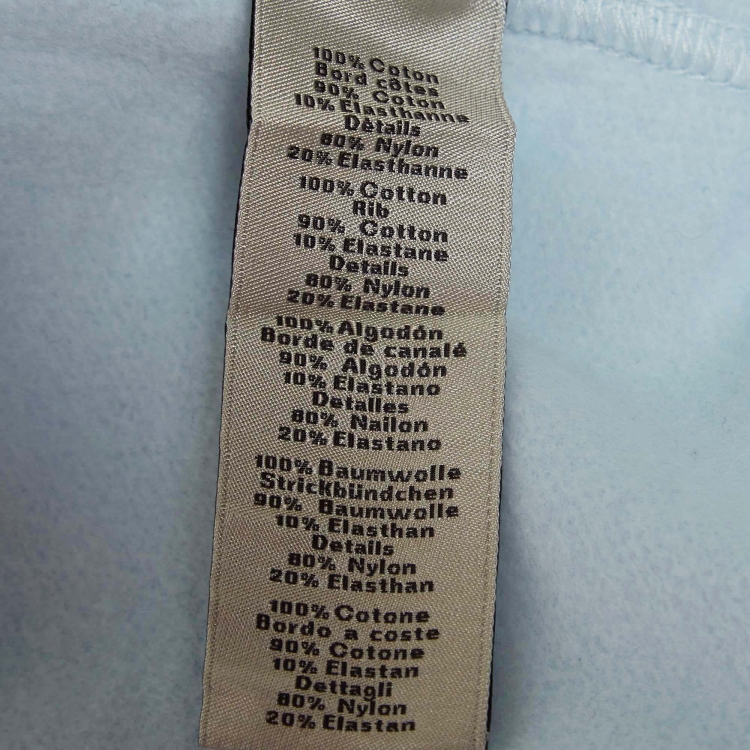 100% Coton
Bord côtes
90% Coton
10% Elasthanne
Détails
80% Nylon
20% Elasthanne
100% Cotton
Rib
90% Cotton
10% Elastane
Details
80% Nylon
20% Elastane
100% Algodón
Borde de canalé
90% Algodón
10% Elastano
Detalles
80% Nailon
20% Elastano
100% Baumwolle
Strickbündchen
90% Baumwolle
10% Elasthan
Details
80% Nylon
20% Elasthan
100% Cotone
Bordo a coste
90% Cotone
10% Elastan
Dettagli
80% Nylon
20% Elastan